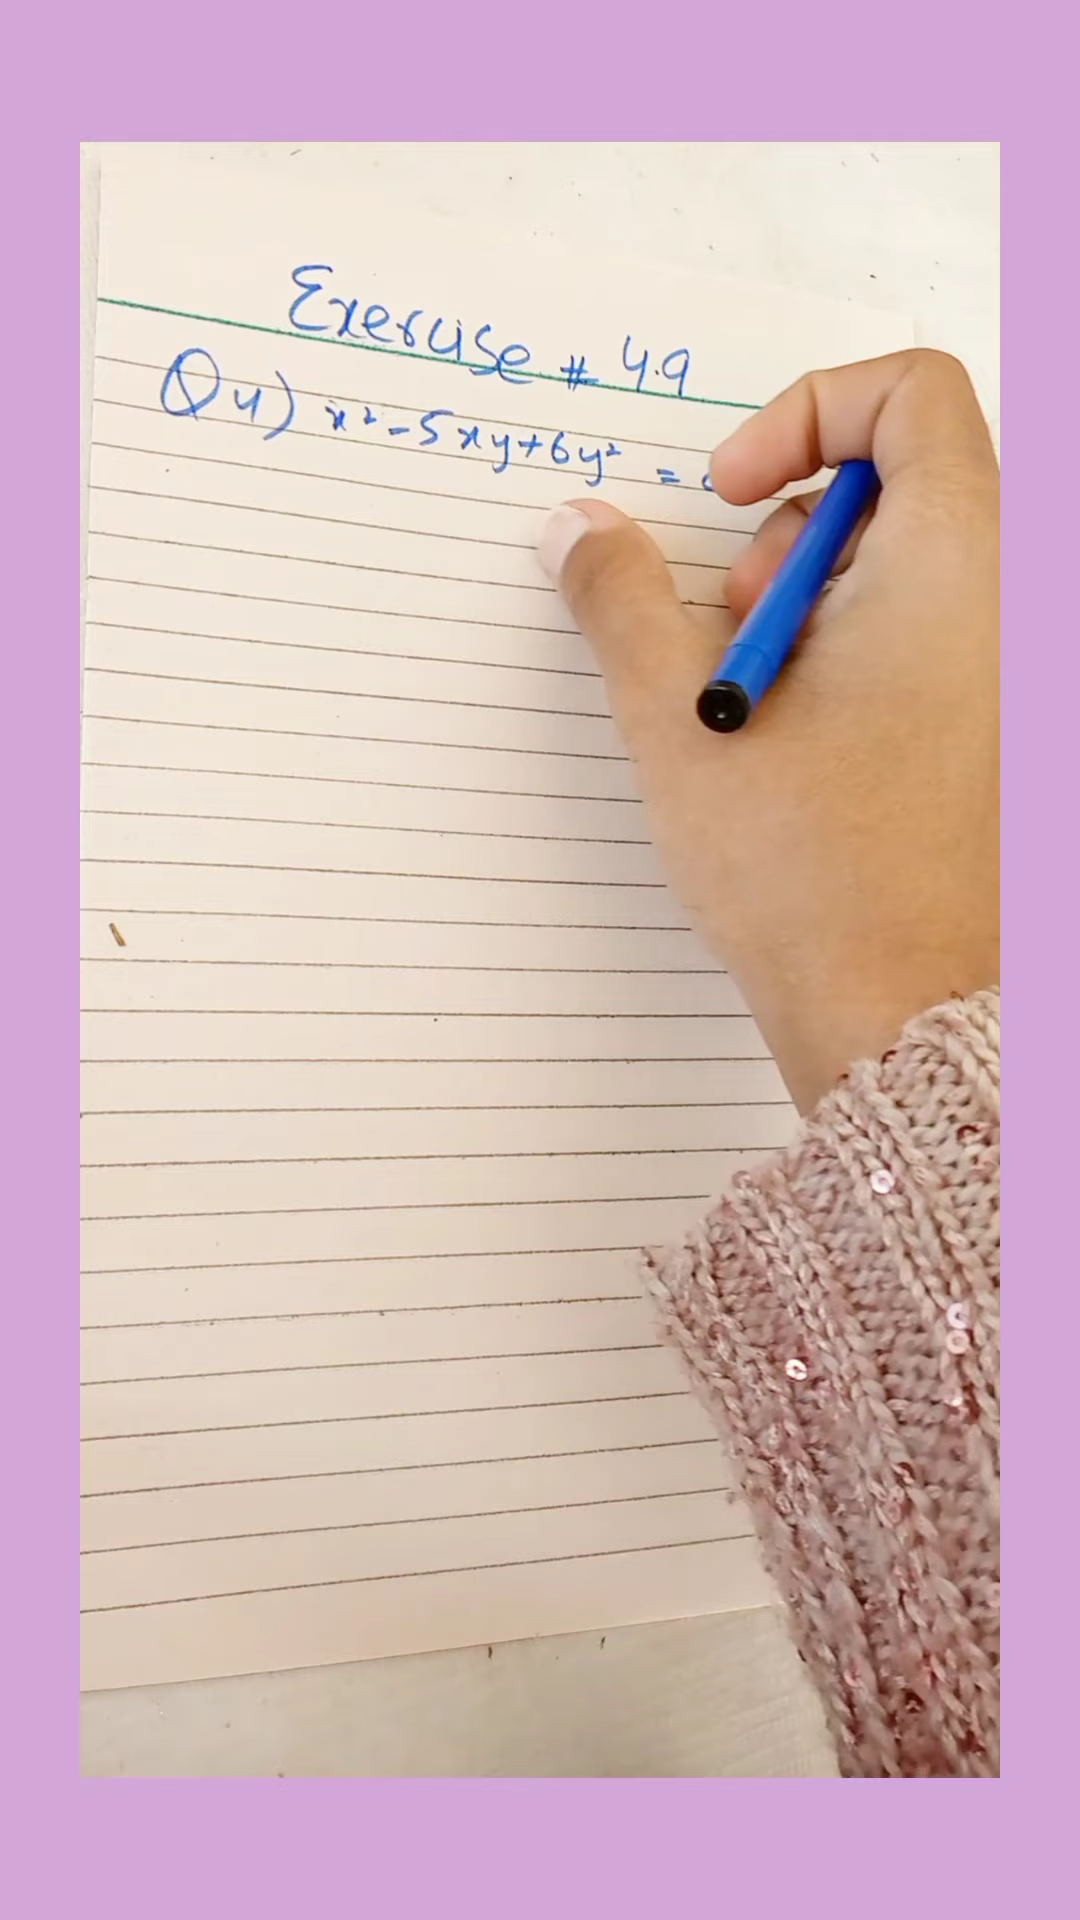 Exercise # 4.9
Q4) x²-5xy+6y² =